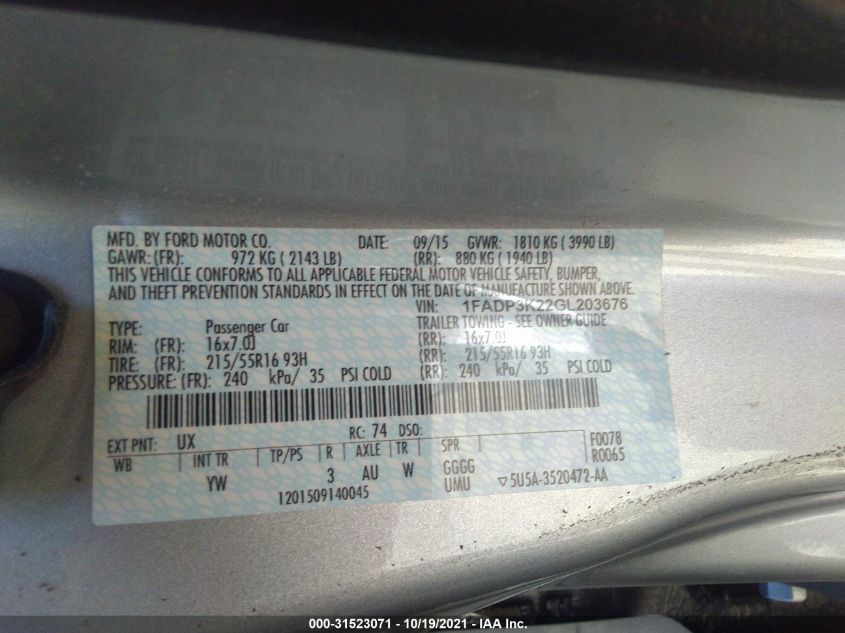 MFD. BY FORD MOTOR CO. DATE: 09/15 GVWR: 1810 KG ( 3990 LB)
GAWR: (FR): 972 KG ( 2143 LB) (RR): 880 KG ( 1940 LB)
THIS VEHICLE CONFORMS TO ALL APPLICABLE FEDERAL MOTOR VEHICLE SAFETY, BUMPER,
AND THEFT PREVENTION STANDARDS IN EFFECT ON THE DATE OF MANUFACTURE SHOWN ABOVE.
VIN: 1FADP3K22GL203676
TYPE: Passenger Car TRAILER TOWING - SEE OWNER GUIDE
RIM: (FR): 16x7.0J (RR): 16x7.0J
TIRE: (FR): 215/55R16 93H (RR): 215/55R16 93H
PRESSURE: (FR): 240 kPa/ 35 PSI COLD (RR): 240 kPa/ 35 PSI COLD
RC: 74 DSO:
EXT PNT: UX F0078
WB INT TR TP/PS R AXLE TR SPR R0065
YW 3 AU W GGGG
UMU ▽5U5A-3520472-AA
1201509140045
000-31523071 - 10/19/2021 - IAA Inc.